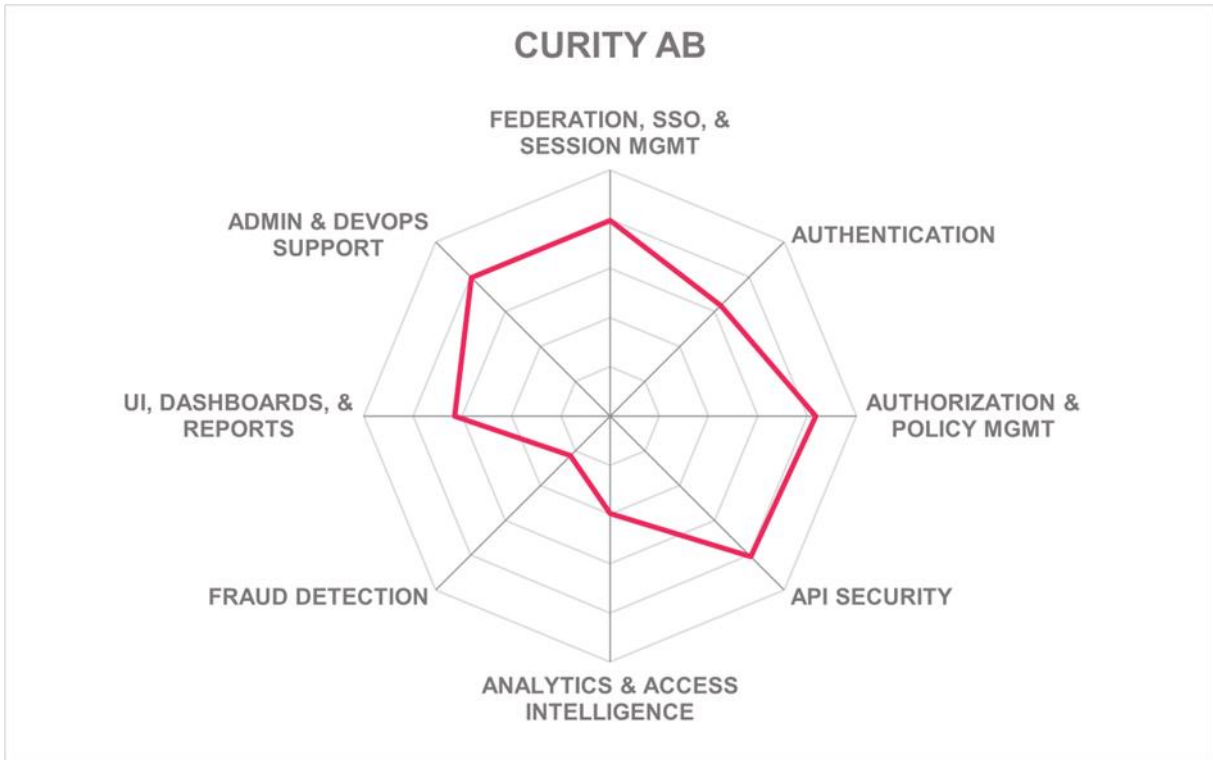 CURITY AB
FEDERATION, SSO, &
SESSION MGMT
ADMIN & DEVOPS
SUPPORT
AUTHENTICATION
UI, DASHBOARDS, &
REPORTS
AUTHORIZATION &
POLICY MGMT
FRAUD DETECTION
API SECURITY
ANALYTICS & ACCESS
INTELLIGENCE